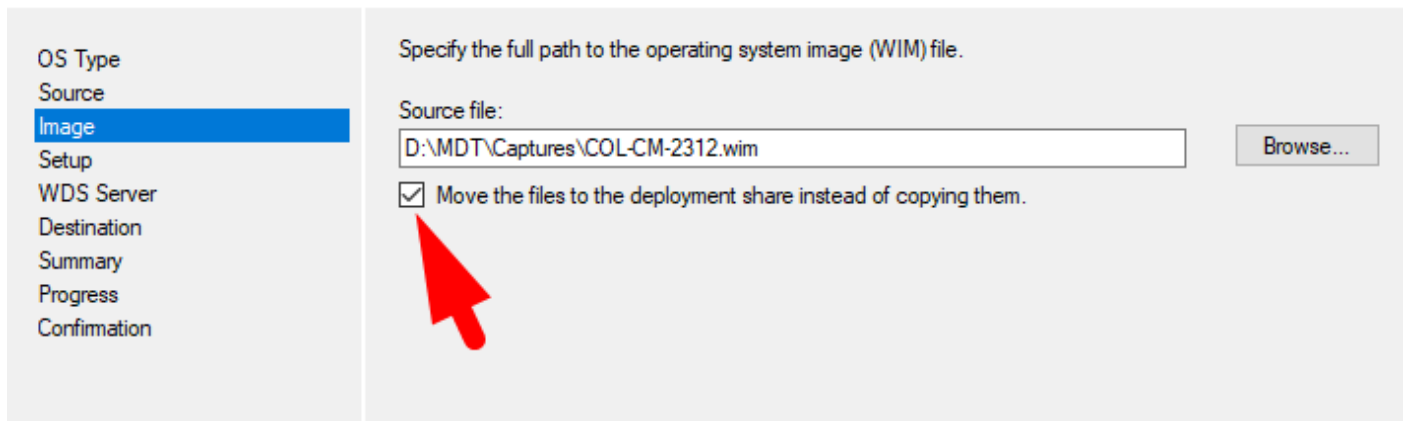 OS Type
Source
Image
Setup
WDS Server
Destination
Summary
Progress
Confirmation
Specify the full path to the operating system image (WIM) file.
Source file:
D:\MDT\Captures\COL-CM-2312.wim
Browse...
Move the files to the deployment share instead of copying them.